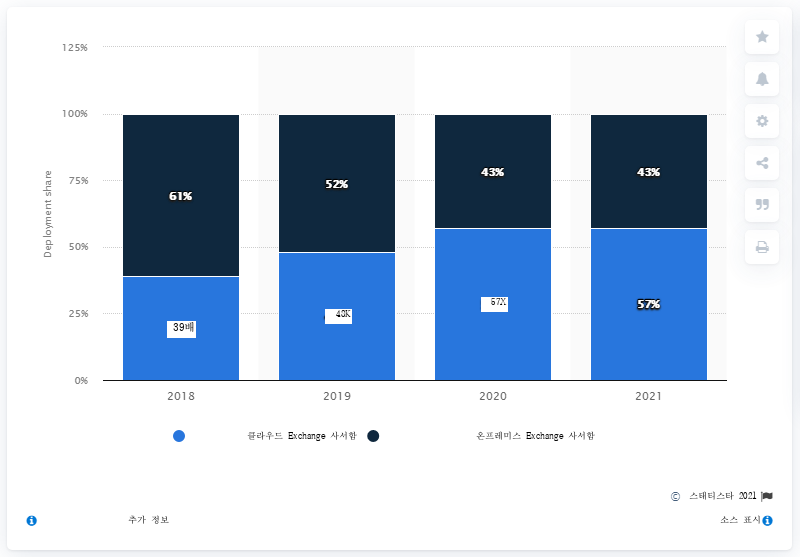 125%
100%
75%
50%
25%
0%
Deployment share
61%
52%
43%
43%
39배
48K
57X
57%
2018 2019 2020 2021
클라우드 Exchange 사서함 온프레미스 Exchange 사서함
© 스태티스타 2021
추가 정보 소스 표시